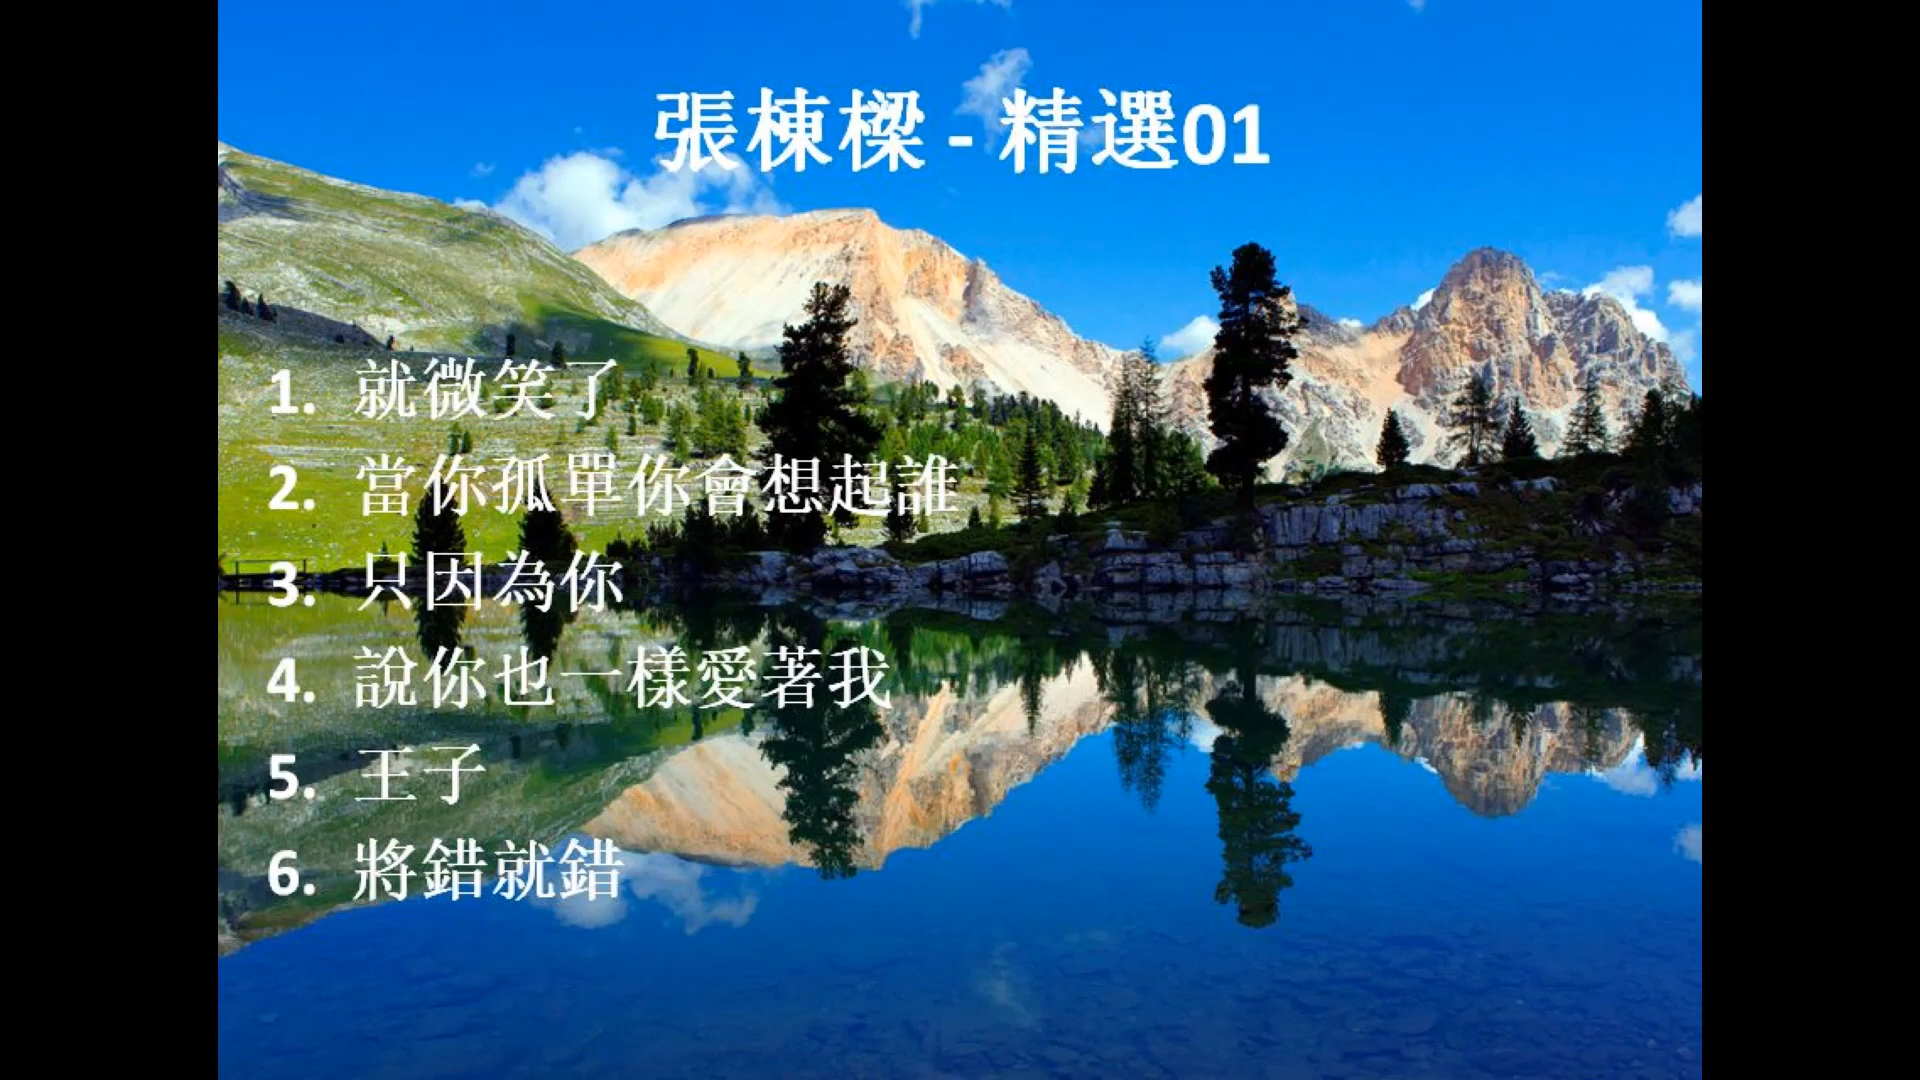 張棟樑 - 精選01
1. 就微笑了
2. 當你孤單你會想起誰
3. 只因為你
4. 說你也一樣愛著我
5. 王子
6. 將錯就錯